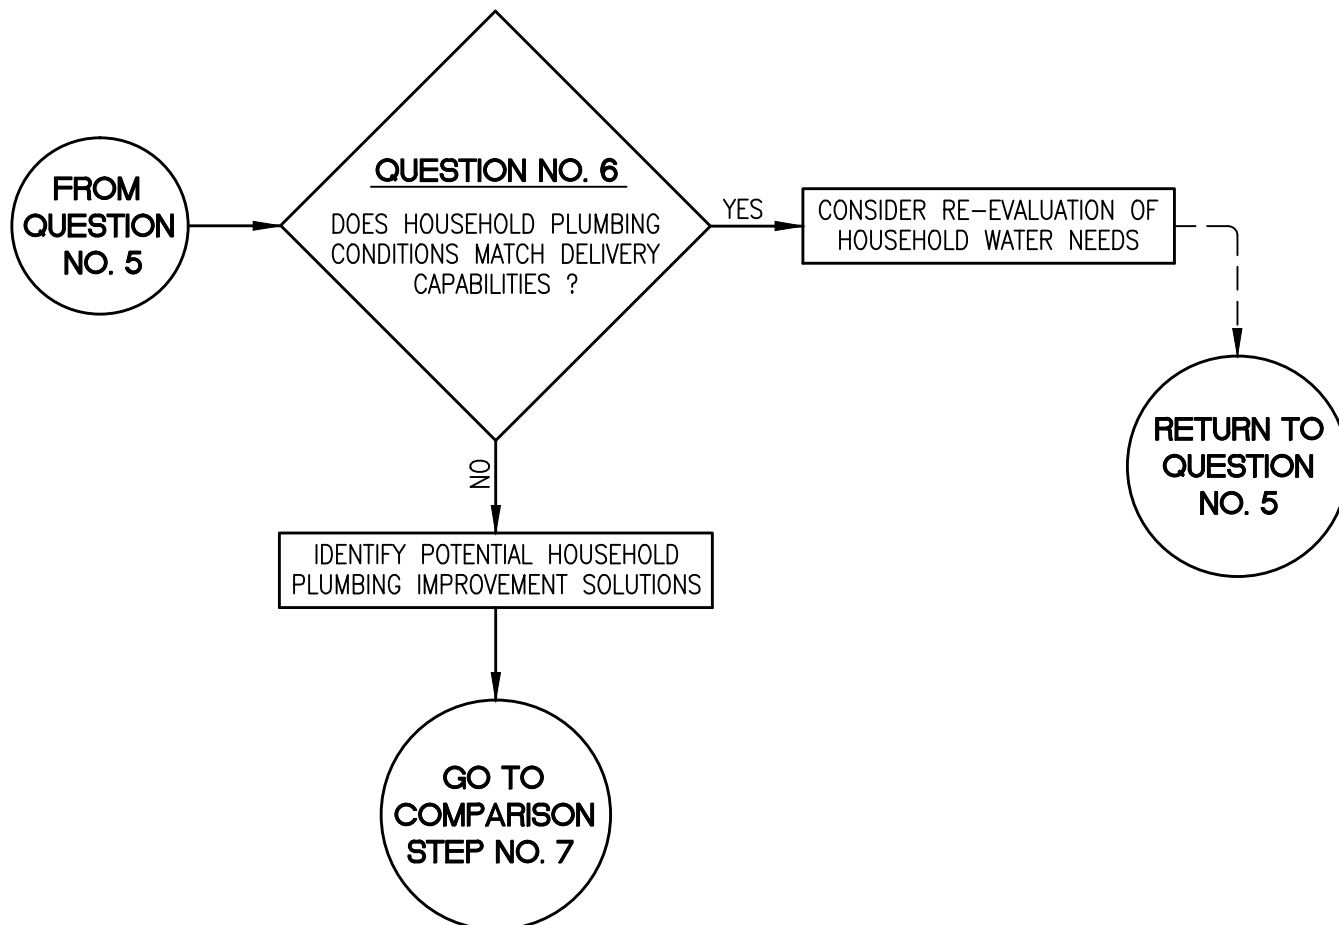 FROM
QUESTION
NO. 5
QUESTION NO. 6
DOES HOUSEHOLD PLUMBING
CONDITIONS MATCH DELIVERY
CAPABILITIES ?
YES
CONSIDER RE-EVALUATION OF
HOUSEHOLD WATER NEEDS
RETURN TO
QUESTION
NO. 5
NO
IDENTIFY POTENTIAL HOUSEHOLD
PLUMBING IMPROVEMENT SOLUTIONS
GO TO
COMPARISON
STEP NO. 7